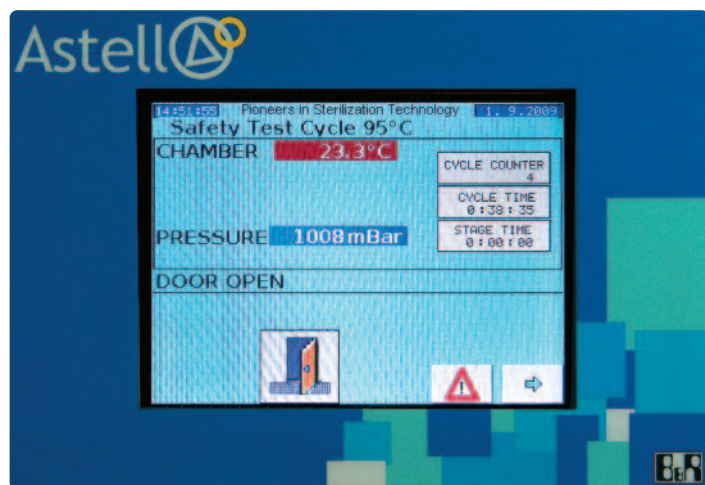 Astell
14:51:55 Pioneers in Sterilization Technology 1. 9.2009
Safety Test Cycle 95°C
CHAMBER 23.3°C
CYCLE COUNTER
4
CYCLE TIME
0:38:35
PRESSURE 1008mBar
STAGE TIME
0:00:00
DOOR OPEN
B&R